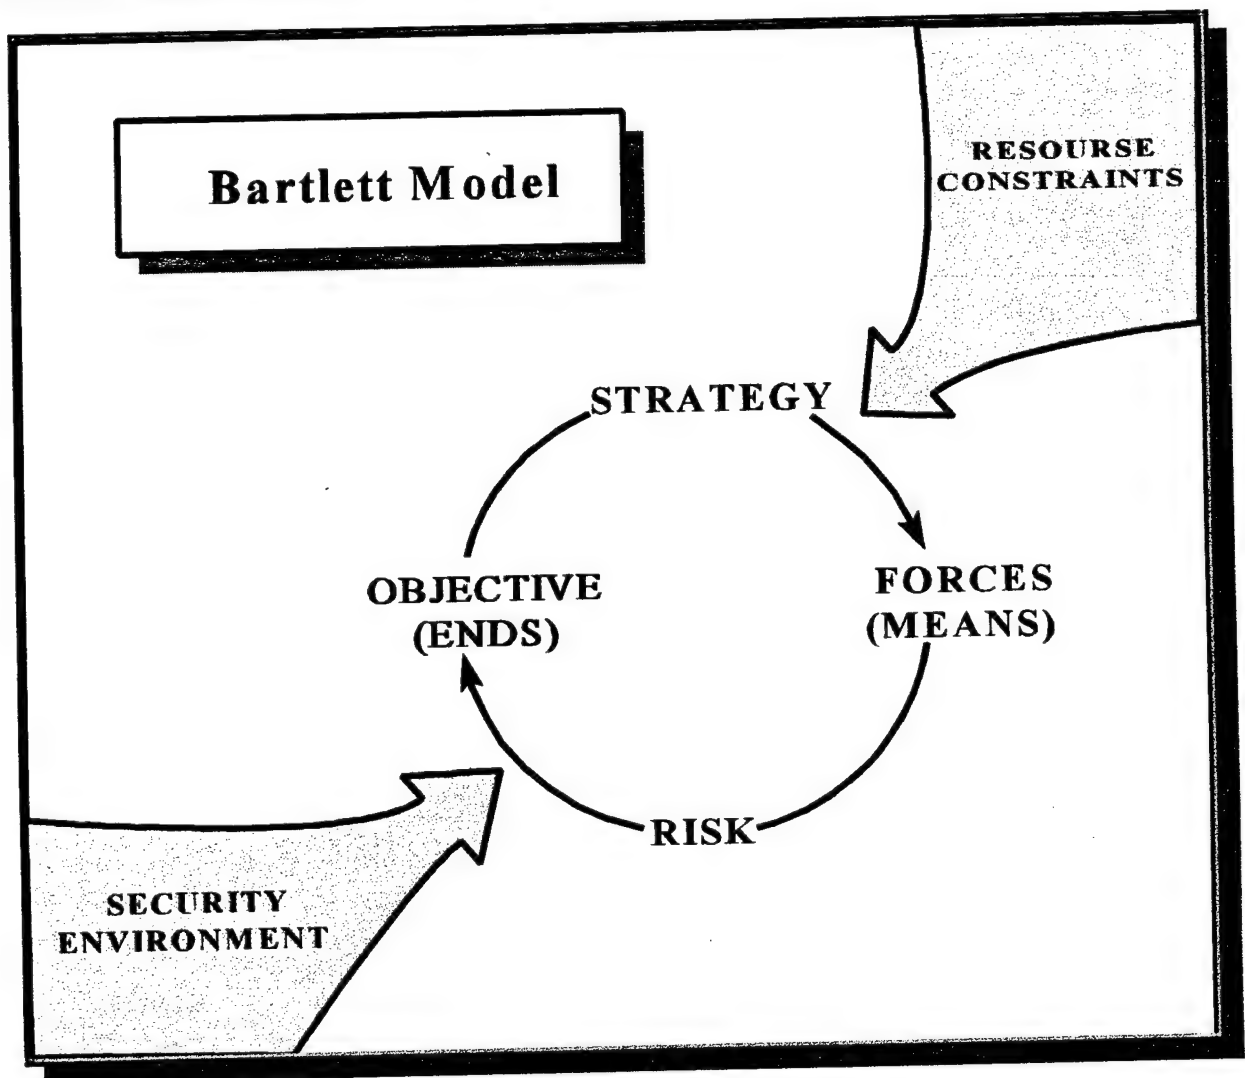 Bartlett Model
RESOURSE
CONSTRAINTS
STRATEGY
OBJECTIVE
(ENDS)
FORCES
(MEANS)
RISK
SECURITY
ENVIRONMENT